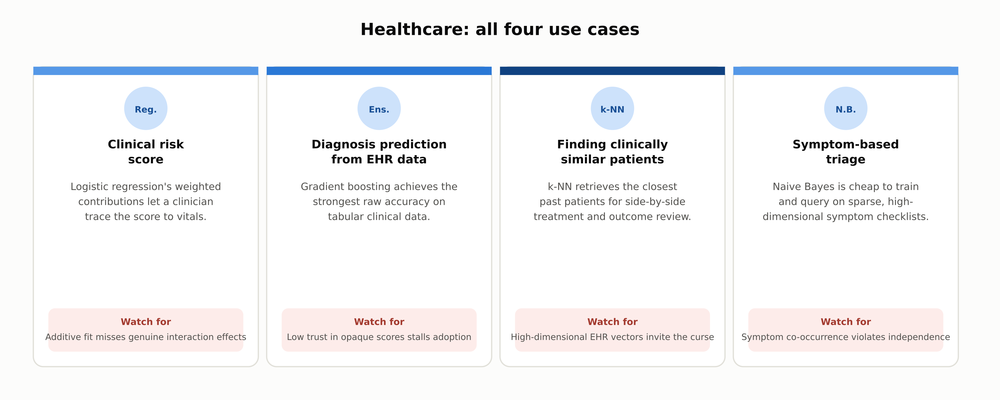 Healthcare: all four use cases
Reg.
Clinical risk
score
Logistic regression's weighted
contributions let a clinician
trace the score to vitals.
Watch for
Additive fit misses genuine interaction effects
Ens.
Diagnosis prediction
from EHR data
Gradient boosting achieves the
strongest raw accuracy on
tabular clinical data.
Watch for
Low trust in opaque scores stalls adoption
k-NN
Finding clinically
similar patients
k-NN retrieves the closest
past patients for side-by-side
treatment and outcome review.
Watch for
High-dimensional EHR vectors invite the curse
N.B.
Symptom-based
triage
Naive Bayes is cheap to train
and query on sparse, high-
dimensional symptom checklists.
Watch for
Symptom co-occurrence violates independence